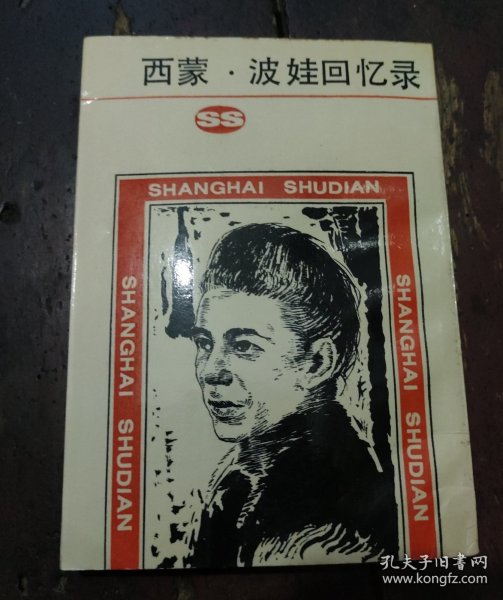 西蒙·波娃回忆录
SS
SHANGHAI SHUDIAN
SHANGHAI SHUDIAN
SHANGHAI SHUDIAN
孔夫子旧书网
www.kongfz.com